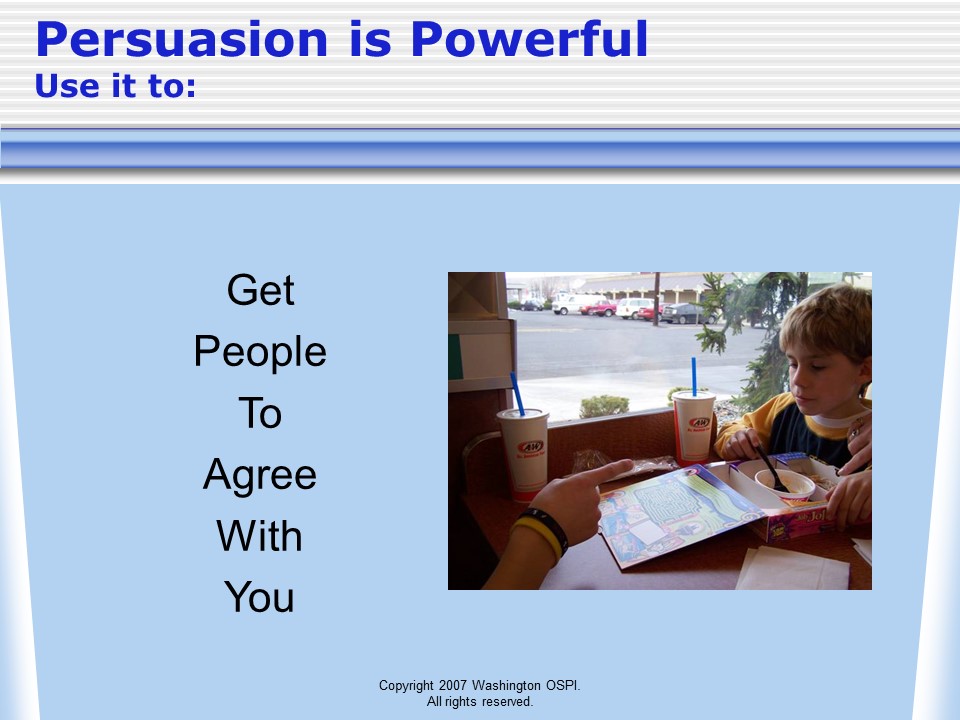 Persuasion is Powerful
Use it to:
Get
People
To
Agree
With
You
A&W
A&W
Copyright 2007 Washington OSPI.
All rights reserved.